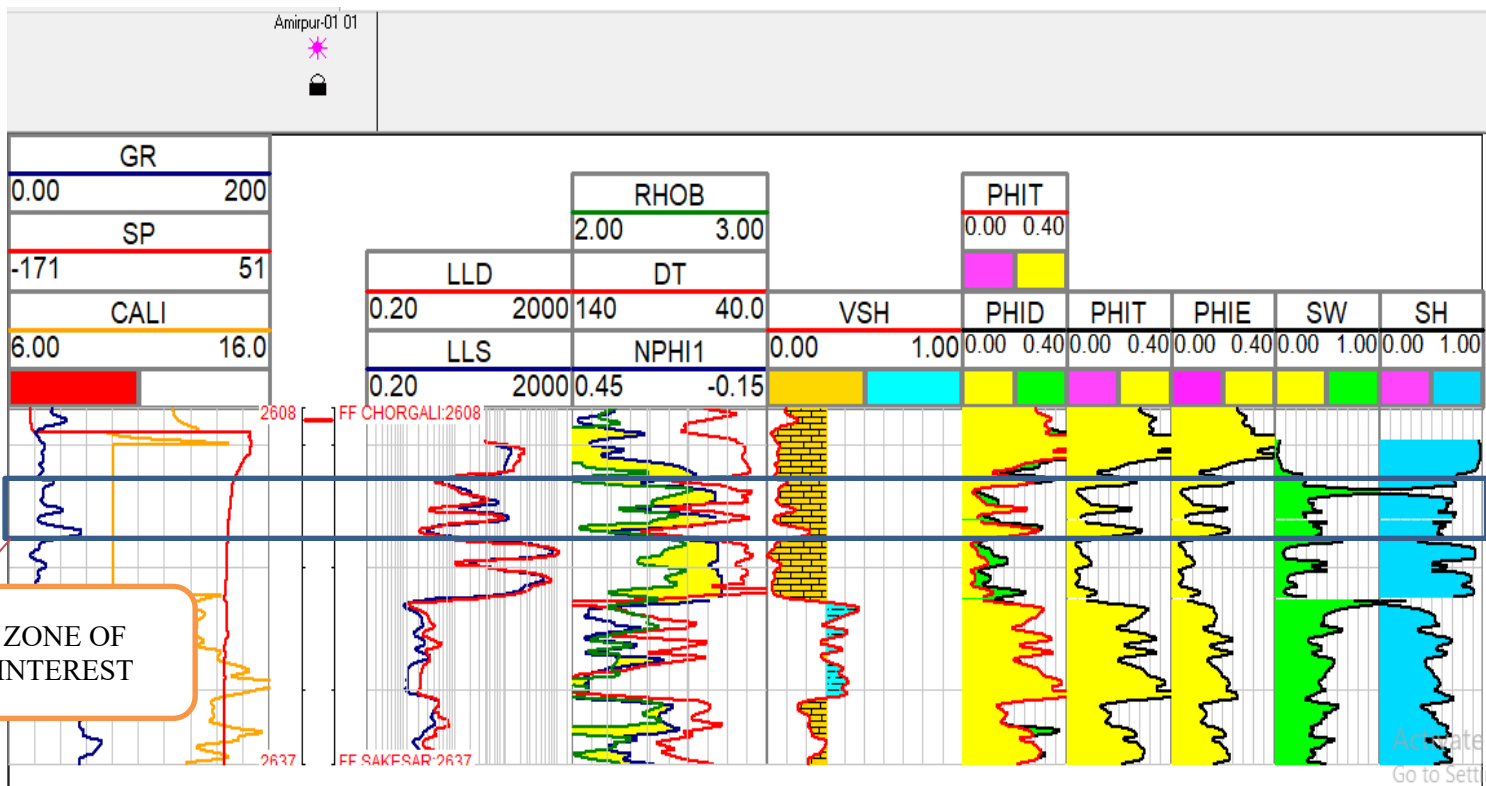 Amirpur-01 01
GR
0.00 200
SP
-171 51
CALI
6.00 16.0
LLD
0.20 2000
LLS
0.20 2000
RHOB
2.00 3.00
DT
140 40.0
NPHI1
0.45 -0.15
VSH
0.00 1.00
PHIT
0.00 0.40
PHID
0.00 0.40
PHIT
0.00 0.40
PHIE
0.00 0.40
SW
0.00 1.00
SH
0.00 1.00
2608 FF CHORGALI:2608
ZONE OF
INTEREST
2637 FF SAKESAR:2637
Activate
Go to Setti